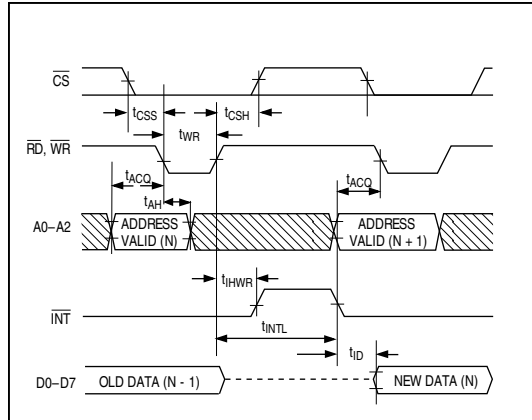 CS
tCSS
tCSH
tWR
RD, WR
tACQ
tACQ
tAH
A0–A2
ADDRESS
VALID (N)
ADDRESS
VALID (N + 1)
tIHWR
INT
tINTL
tID
D0–D7
OLD DATA (N - 1)
NEW DATA (N)